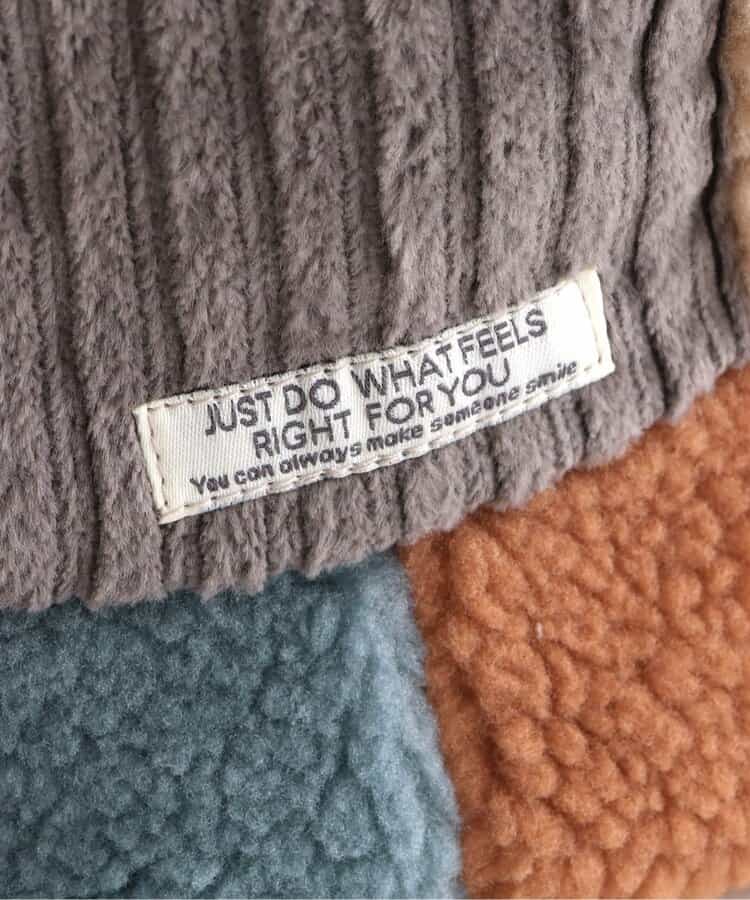 JUST DO WHAT FEELS
RIGHT FOR YOU
You can always make someone smile